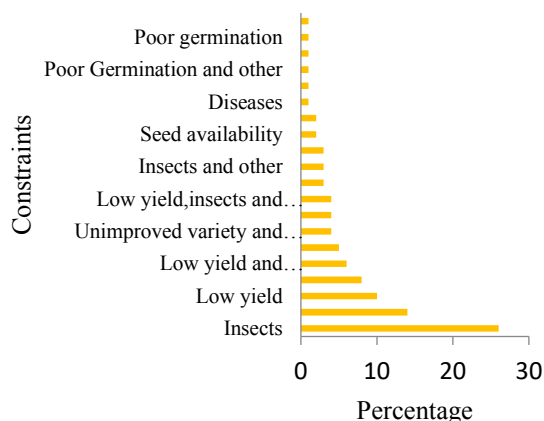 Constraints
Poor germination
Poor Germination and other
Diseases
Seed availability
Insects and other
Low yield,insects and…
Unimproved variety and…
Low yield and…
Low yield
Insects
0 10 20 30
Percentage